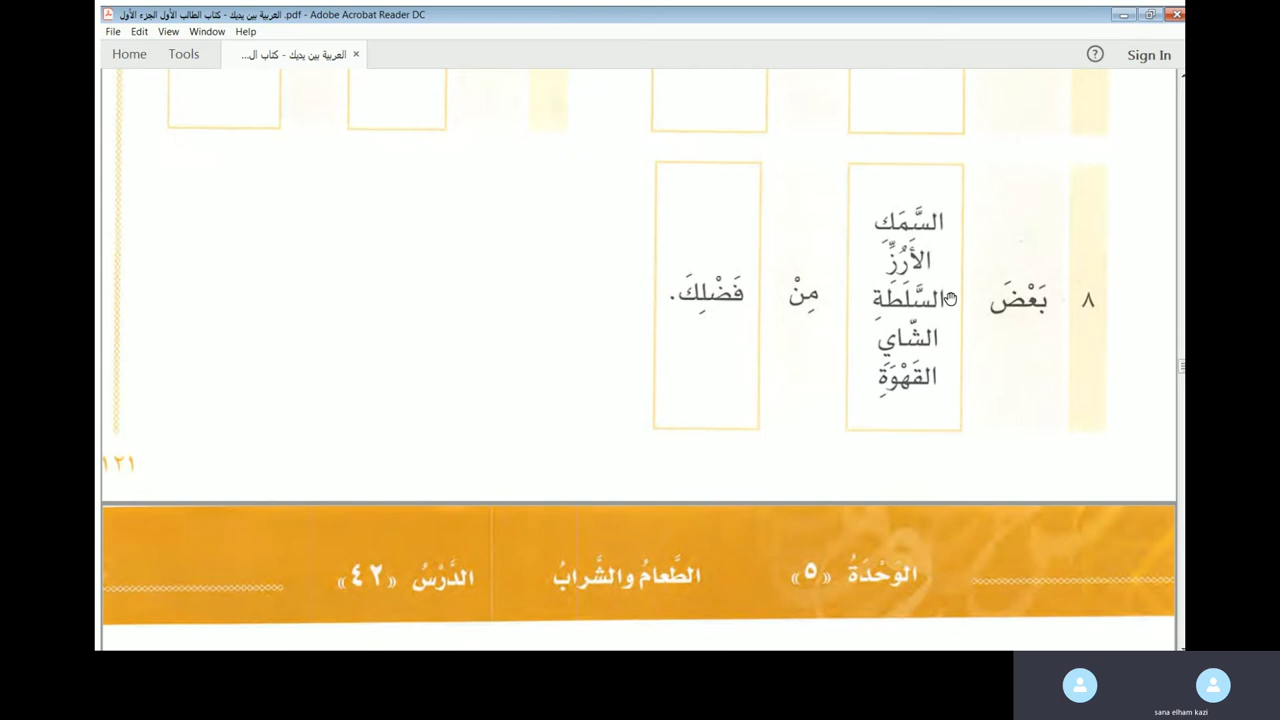 العربية بين يديك - كتاب الطالب الأول الجزء الأول .pdf - Adobe Acrobat Reader DC
File Edit View Window Help
Home Tools العربية بين يديك - كتاب ال... × ? Sign In
٨ بَعْضَ
السَّمَكِ
الأَرُزِّ
السَّلَطَةِ
الشّاي
القَهْوَةِ
مِنْ
فَضْلِكَ.
١٢١
الوَحْدَةُ «٥» الطَّعامُ والشَّرابُ الدَّرْسُ «٤٢»
sana elham kazi